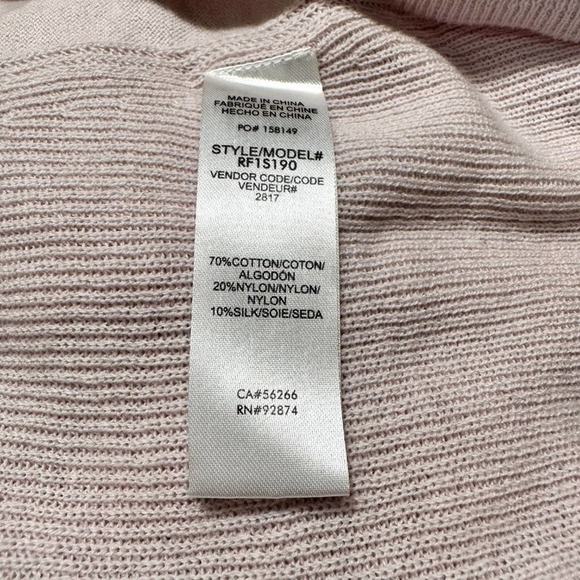 MADE IN CHINA
FABRIQUÉ EN CHINE
HECHO EN CHINA
PO# 158149
STYLE/MODEL#
RF1S190
VENDOR CODE/CODE
VENDEUR#
2817
70%COTTON/COTON/
ALGODÓN
20%NYLON/NYLON/
NYLON
10%SILK/SOIE/SEDA
CA#56266
RN#92874